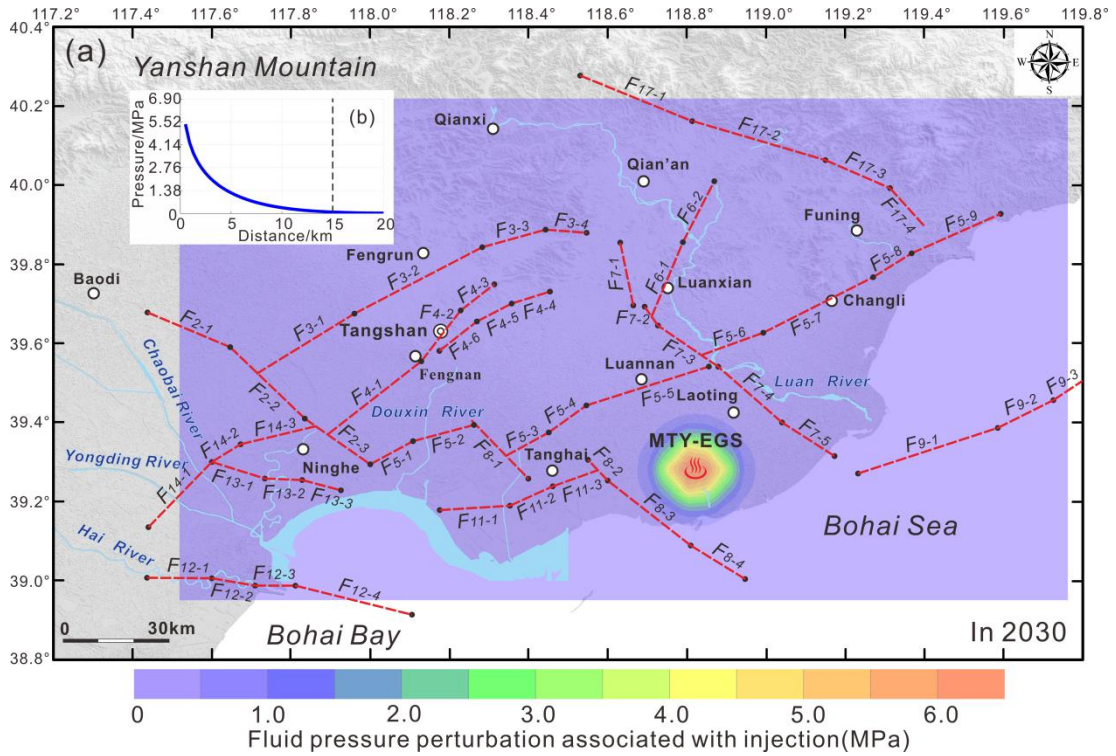 117.2° 117.4° 117.6° 117.8° 118.0° 118.2° 118.4° 118.6° 118.8° 119.0° 119.2° 119.4° 119.6° 119.8°
40.4°
40.2°
40.0°
39.8°
39.6°
39.4°
39.2°
39.0°
38.8°
(a)
Yanshan Mountain
N
W E
S
(b)
Pressure/MPa
6.90
5.52
4.14
2.76
1.38
0
0 5 10 15 20
Distance/km
Qianxi
Qian'an
Funing
Fengrun
Baodi
Luanxian
Changli
Tangshan
Fengnan
Luannan
Laoting
Ninghe
Tanghai
MTY-EGS
Chaobai River
Yongding River
Hai River
Douxin River
Luan River
Bohai Sea
Bohai Bay
F17-1
F17-2
F17-3
F17-4
F6-2
F6-1
F5-9
F5-8
F5-7
F5-6
F5-5
F5-4
F5-3
F5-2
F5-1
F3-4
F3-3
F3-2
F3-1
F7-1
F7-2
F7-3
F7-4
F7-5
F4-3
F4-2
F4-4
F4-5
F4-6
F4-1
F2-1
F2-2
F2-3
F14-3
F14-2
F14-1
F13-1
F13-2
F13-3
F8-1
F8-2
F8-3
F8-4
F11-1
F11-2
F11-3
F9-1
F9-2
F9-3
F12-1
F12-2
F12-3
F12-4
0 30km
In 2030
0 1.0 2.0 3.0 4.0 5.0 6.0
Fluid pressure perturbation associated with injection(MPa)